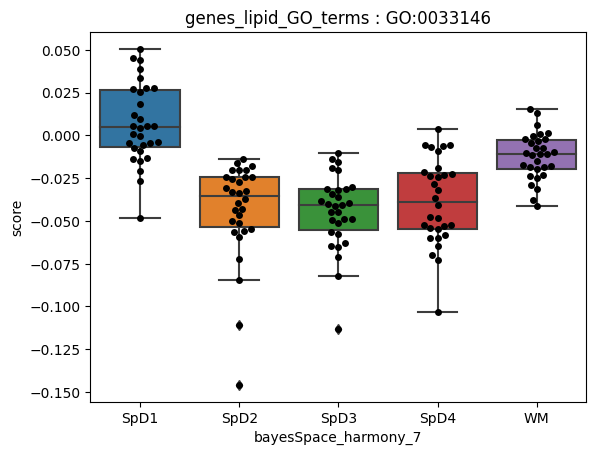 genes_lipid_GO_terms : GO:0033146
0.050
0.025
0.000
−0.025
−0.050
−0.075
−0.100
−0.125
−0.150
score
SpD1 SpD2 SpD3 SpD4 WM
bayesSpace_harmony_7